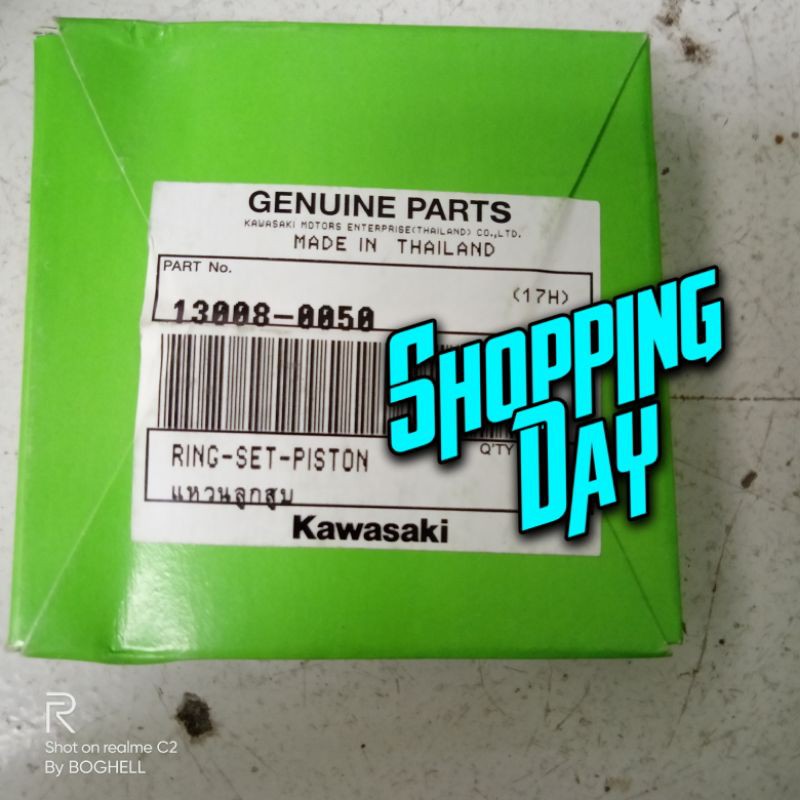 GENUINE PARTS
KAWASAKI MOTORS ENTERPRISE(THAILAND) CO.,LTD.
MADE IN THAILAND
PART No.
(17H)
13008-0050
SHOPPING
DAY
RING-SET-PISTON
Q'TY
แหวนลูกสูบ
Kawasaki
R
Shot on realme C2
By BOGHELL